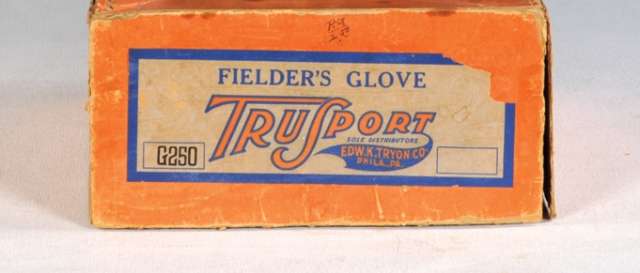 FIELDER'S GLOVE
TRUSPORT
SOLE DISTRIBUTORS
EDW.K.TRYON CO
PHILA., PA.
G250